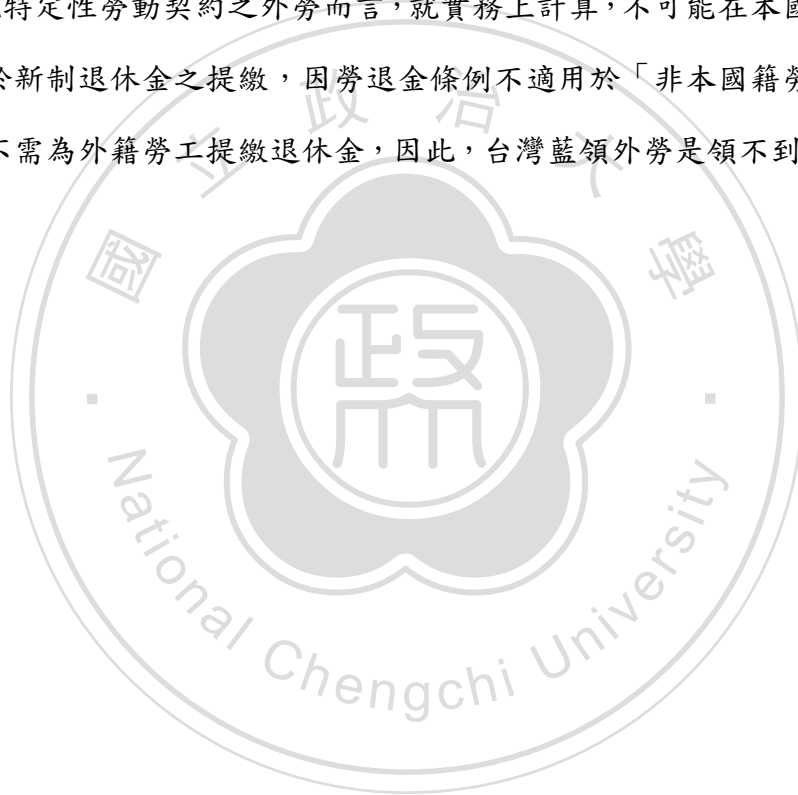 特定性勞動契約之外勞而言，就實務上計算，不可能在本國
於新制退休金之提繳，因勞退金條例不適用於「非本國籍勞
不需為外籍勞工提繳退休金，因此，台灣藍領外勞是領不到
國立政治大學
政
National Chengchi University